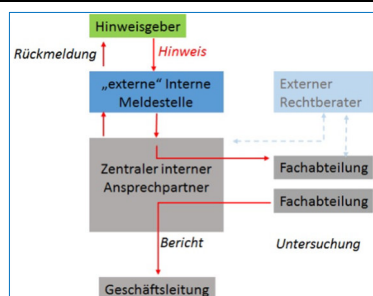 Hinweisgeber
Rückmeldung
Hinweis
„externe“ Interne
Meldestelle
Externer
Rechtberater
Zentraler interner
Ansprechpartner
Fachabteilung
Fachabteilung
Bericht
Untersuchung
Geschäftsleitung